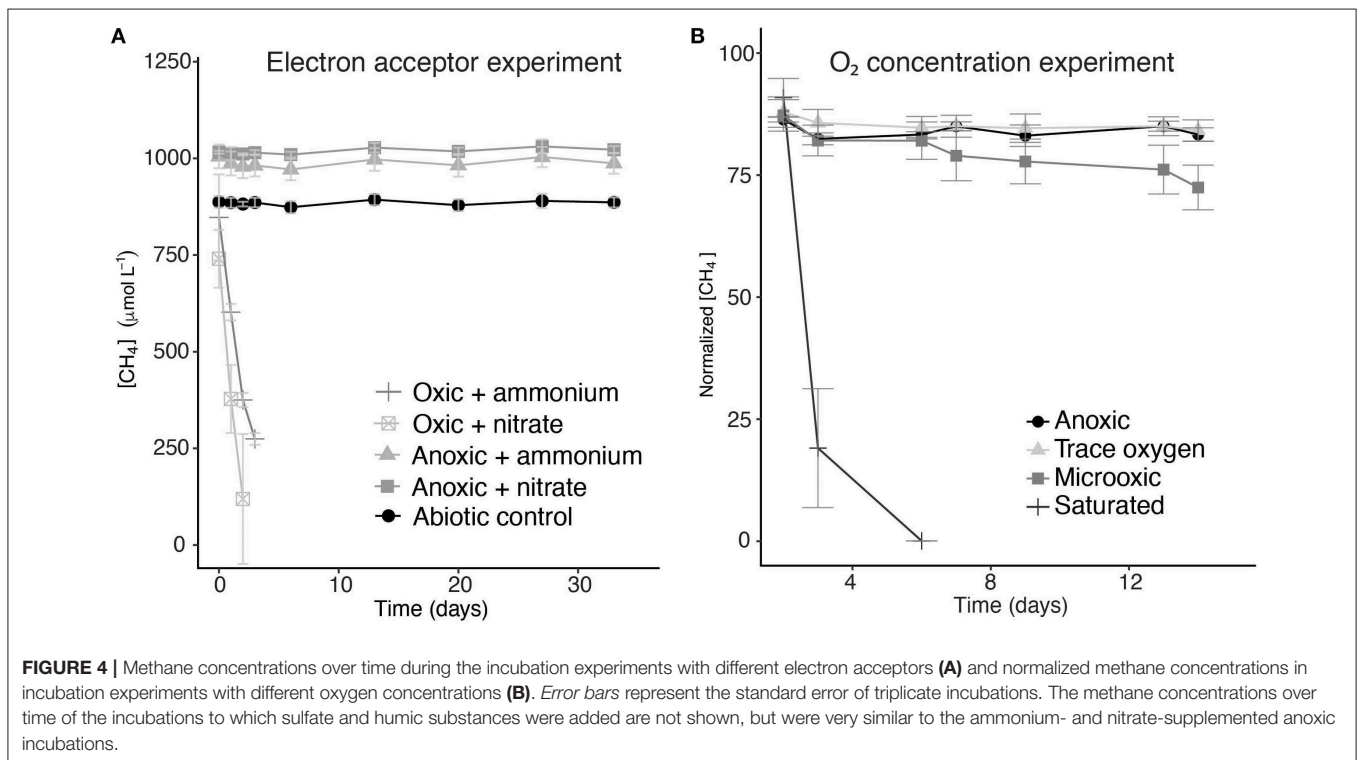 A
Electron acceptor experiment
1250
1000
750
500
250
0
[CH₄] (μmol L⁻¹)
Oxic + ammonium
Oxic + nitrate
Anoxic + ammonium
Anoxic + nitrate
Abiotic control
0 10 20 30
Time (days)
B
O₂ concentration experiment
100
75
50
25
0
Normalized [CH₄]
Anoxic
Trace oxygen
Microoxic
Saturated
4 8 12
Time (days)
FIGURE 4 | Methane concentrations over time during the incubation experiments with different electron acceptors (A) and normalized methane concentrations in
incubation experiments with different oxygen concentrations (B). Error bars represent the standard error of triplicate incubations. The methane concentrations over
time of the incubations to which sulfate and humic substances were added are not shown, but were very similar to the ammonium- and nitrate-supplemented anoxic
incubations.